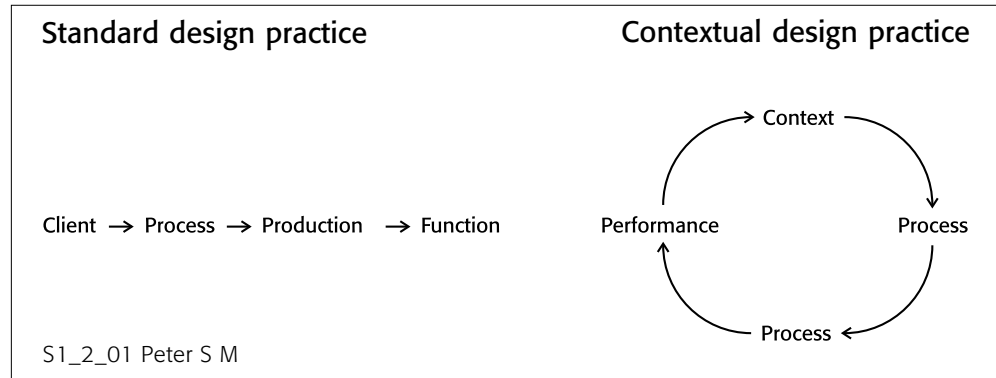 Standard design practice
Client → Process → Production → Function
S1_2_01 Peter S M
Contextual design practice
Context
Process
Process
Performance